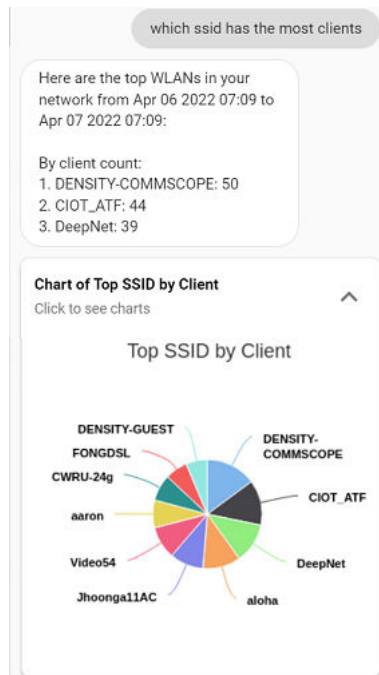 which ssid has the most clients
Here are the top WLANs in your
network from Apr 06 2022 07:09 to
Apr 07 2022 07:09:
By client count:
1. DENSITY-COMMSCOPE: 50
2. CIOT_ATF: 44
3. DeepNet: 39
Chart of Top SSID by Client
Click to see charts
Top SSID by Client
DENSITY-GUEST
DENSITY-
COMMSCOPE
FONGDSL
CWRU-24g
CIOT_ATF
aaron
Video54
DeepNet
Jhoonga11AC
aloha